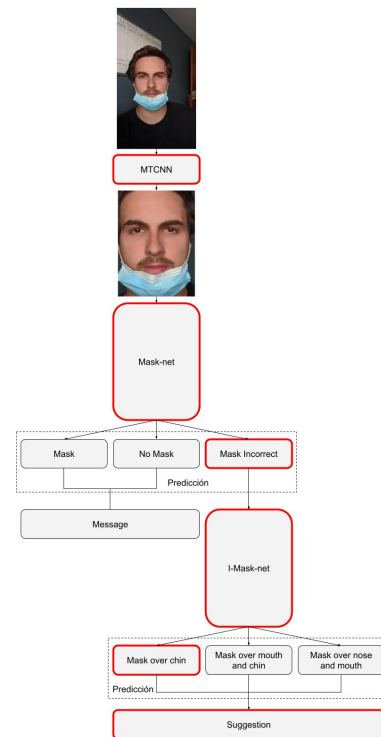 MTCNN
Mask-net
Mask
No Mask
Mask Incorrect
Predicción
Message
I-Mask-net
Mask over chin
Mask over mouth
and chin
Mask over nose
and mouth
Predicción
Suggestion